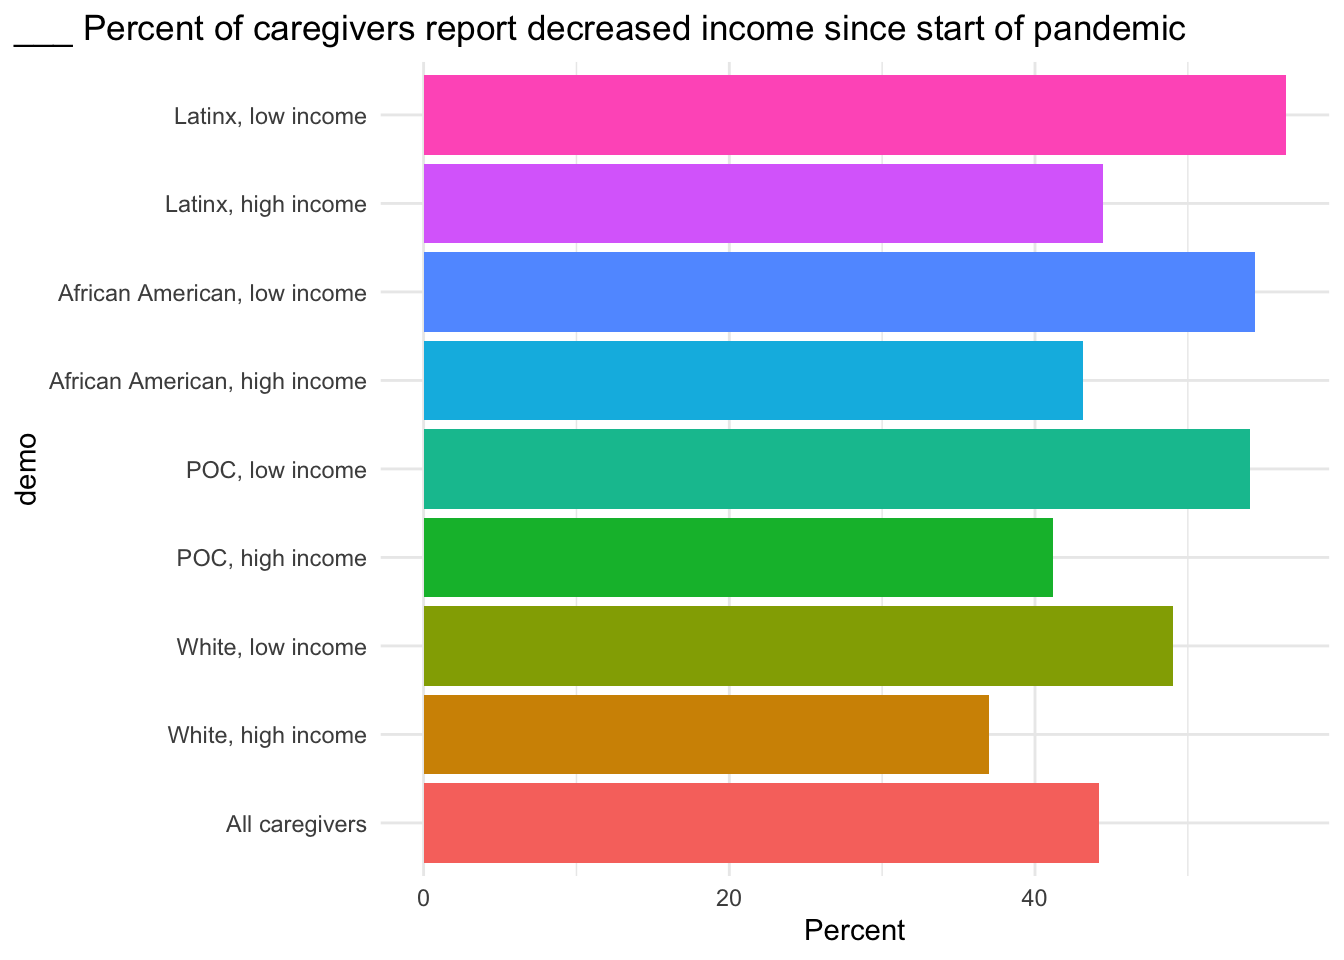 ___ Percent of caregivers report decreased income since start of pandemic
Latinx, low income
Latinx, high income
African American, low income
African American, high income
POC, low income
POC, high income
White, low income
White, high income
All caregivers
demo
0 20 40
Percent